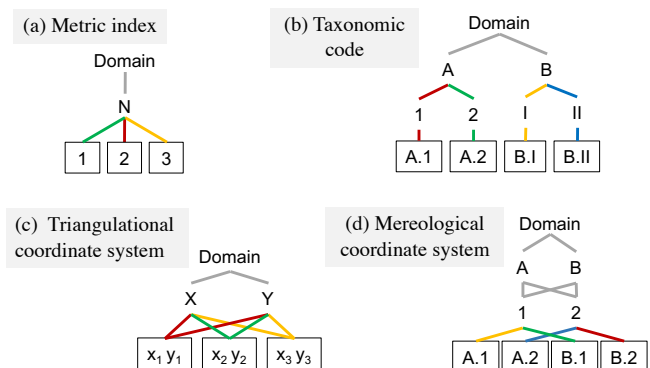 (a) Metric index
Domain
N
1 2 3
(b) Taxonomic
code
Domain
A B
1 2 I II
A.1 A.2 B.I B.II
(c) Triangulational
coordinate system
Domain
X Y
x₁ y₁ x₂ y₂ x₃ y₃
(d) Mereological
coordinate system
Domain
A B
1 2
A.1 A.2 B.1 B.2